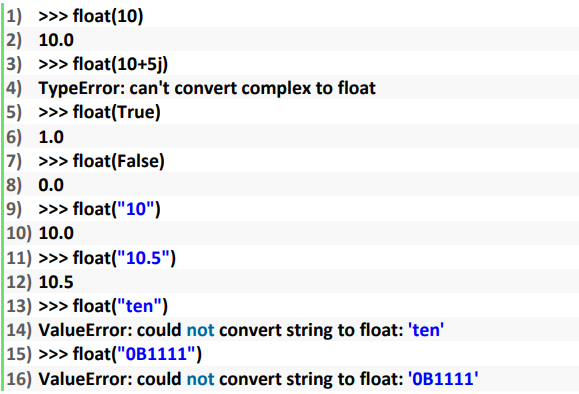 1) >>> float(10)
2) 10.0
3) >>> float(10+5j)
4) TypeError: can't convert complex to float
5) >>> float(True)
6) 1.0
7) >>> float(False)
8) 0.0
9) >>> float("10")
10) 10.0
11) >>> float("10.5")
12) 10.5
13) >>> float("ten")
14) ValueError: could not convert string to float: 'ten'
15) >>> float("0B1111")
16) ValueError: could not convert string to float: '0B1111'